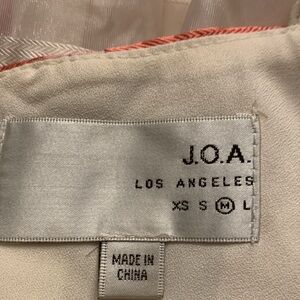 J.O.A.
LOS ANGELES
XS S M L
MADE IN
CHINA